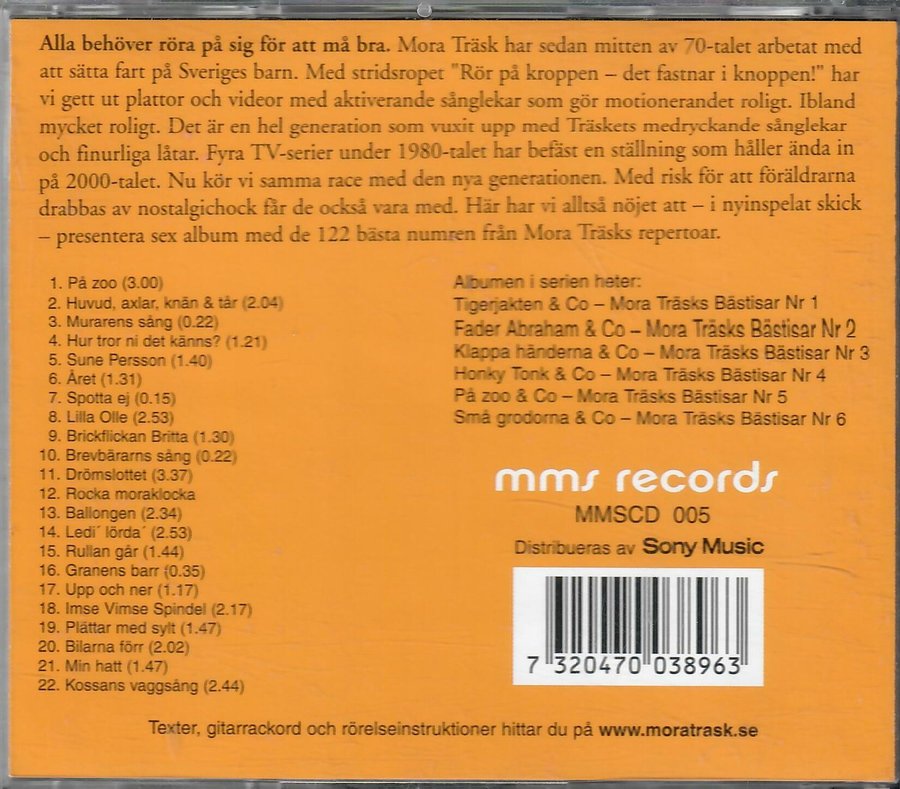 Alla behöver röra på sig för att må bra. Mora Träsk har sedan mitten av 70-talet arbetat med
att sätta fart på Sveriges barn. Med stridsropet "Rör på kroppen – det fastnar i knoppen!" har
vi gett ut plattor och videor med aktiverande sånglekar som gör motionerandet roligt. Ibland
mycket roligt. Det är en hel generation som vuxit upp med Träskets medryckande sånglekar
och finurliga låtar. Fyra TV-serier under 1980-talet har befäst en ställning som håller ända in
på 2000-talet. Nu kör vi samma race med den nya generationen. Med risk för att föräldrarna
drabbas av nostalgichock får de också vara med. Här har vi alltså nöjet att – i nyinspelat skick
– presentera sex album med de 122 bästa numren från Mora Träsks repertoar.
1. På zoo (3.00)
2. Huvud, axlar, knän & tår (2.04)
3. Murarens sång (0.22)
4. Hur tror ni det känns? (1.21)
5. Sune Persson (1.40)
6. Året (1.31)
7. Spotta ej (0.15)
8. Lilla Olle (2.53)
9. Brickflickan Britta (1.30)
10. Brevbärarns sång (0.22)
11. Drömslottet (3.37)
12. Rocka moraklocka
13. Ballongen (2.34)
14. Ledi´ lörda´ (2.53)
15. Rullan går (1.44)
16. Granens barr (0.35)
17. Upp och ner (1.17)
18. Imse Vimse Spindel (2.17)
19. Plättar med sylt (1.47)
20. Bilarna förr (2.02)
21. Min hatt (1.47)
22. Kossans vaggsång (2.44)
Albumen i serien heter:
Tigerjakten & Co – Mora Träsks Bästisar Nr 1
Fader Abraham & Co – Mora Träsks Bästisar Nr 2
Klappa händerna & Co – Mora Träsks Bästisar Nr 3
Honky Tonk & Co – Mora Träsks Bästisar Nr 4
På zoo & Co – Mora Träsks Bästisar Nr 5
Små grodorna & Co – Mora Träsks Bästisar Nr 6
mms records
MMSCD 005
Distribueras av Sony Music
7 320470 038963
Texter, gitarrackord och rörelseinstruktioner hittar du på www.moratrask.se